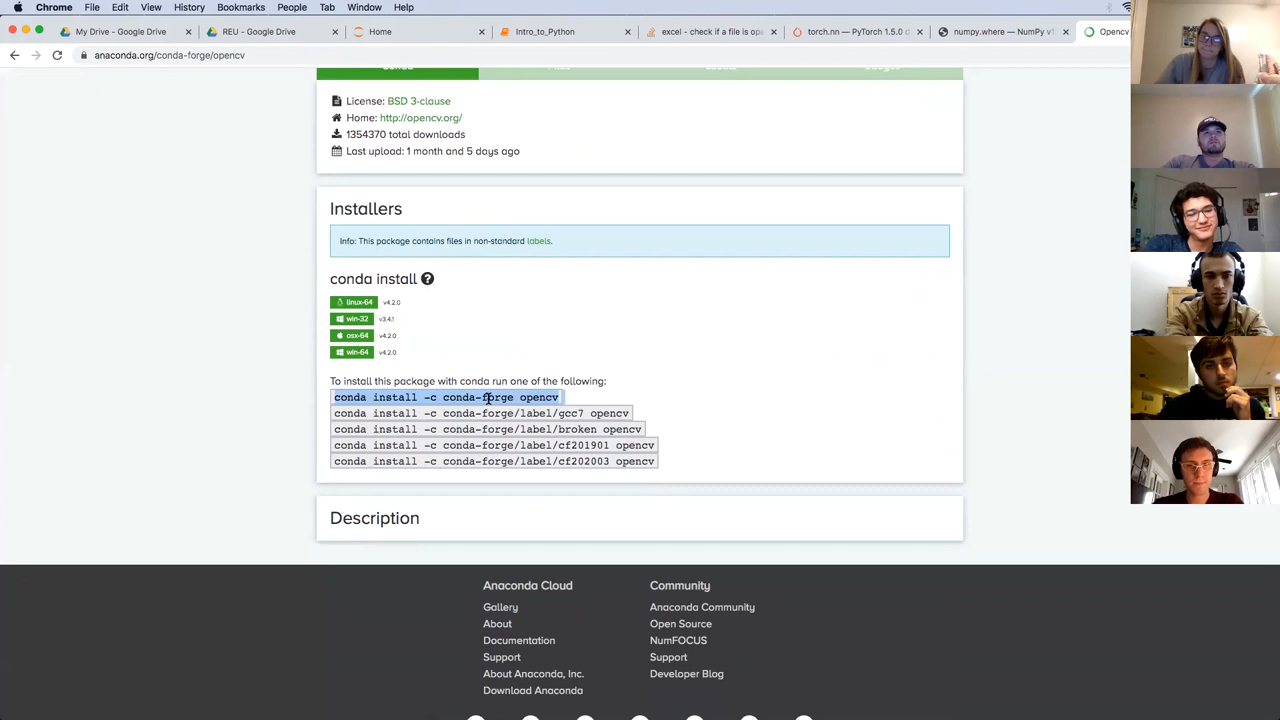 Chrome File Edit View History Bookmarks People Tab Window Help
My Drive - Google Drive
REU - Google Drive
Home
Intro_to_Python
excel - check if a file is op
torch.nn — PyTorch 1.5.0 d
numpy.where — NumPy v1
Opencv
anaconda.org/conda-forge/opencv
License: BSD 3-clause
Home: http://opencv.org/
1354370 total downloads
Last upload: 1 month and 5 days ago
Installers
Info: This package contains files in non-standard labels.
conda install
linux-64 v4.2.0
win-32 v3.4.1
osx-64 v4.2.0
win-64 v4.2.0
To install this package with conda run one of the following:
conda install -c conda-forge opencv
conda install -c conda-forge/label/gcc7 opencv
conda install -c conda-forge/label/broken opencv
conda install -c conda-forge/label/cf201901 opencv
conda install -c conda-forge/label/cf202003 opencv
Description
Anaconda Cloud
Gallery
About
Documentation
Support
About Anaconda, Inc.
Download Anaconda
Community
Anaconda Community
Open Source
NumFOCUS
Support
Developer Blog